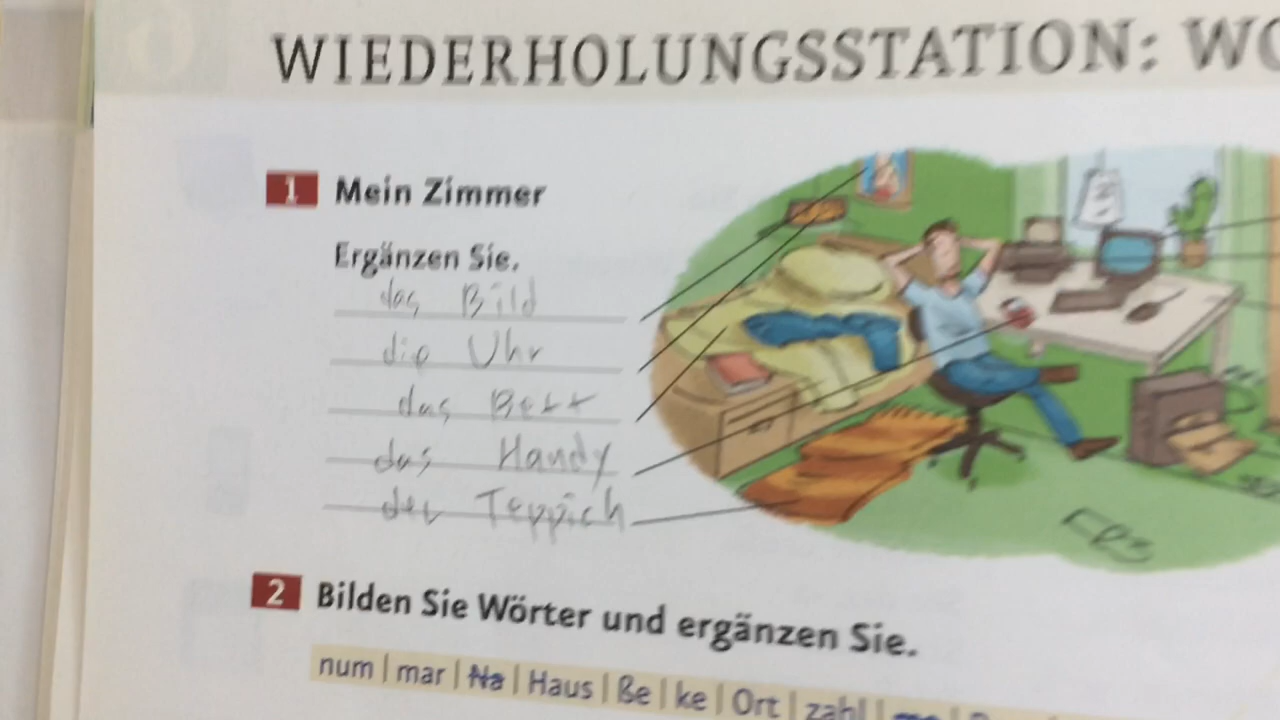 WIEDERHOLUNGSSTATION:
1 Mein Zimmer
Ergänzen Sie.
das Bild
die Uhr
das Bett
das Handy
der Teppich
2 Bilden Sie Wörter und ergänzen Sie.
num | mar | Na | Haus | ße | ke | Ort | zahl |